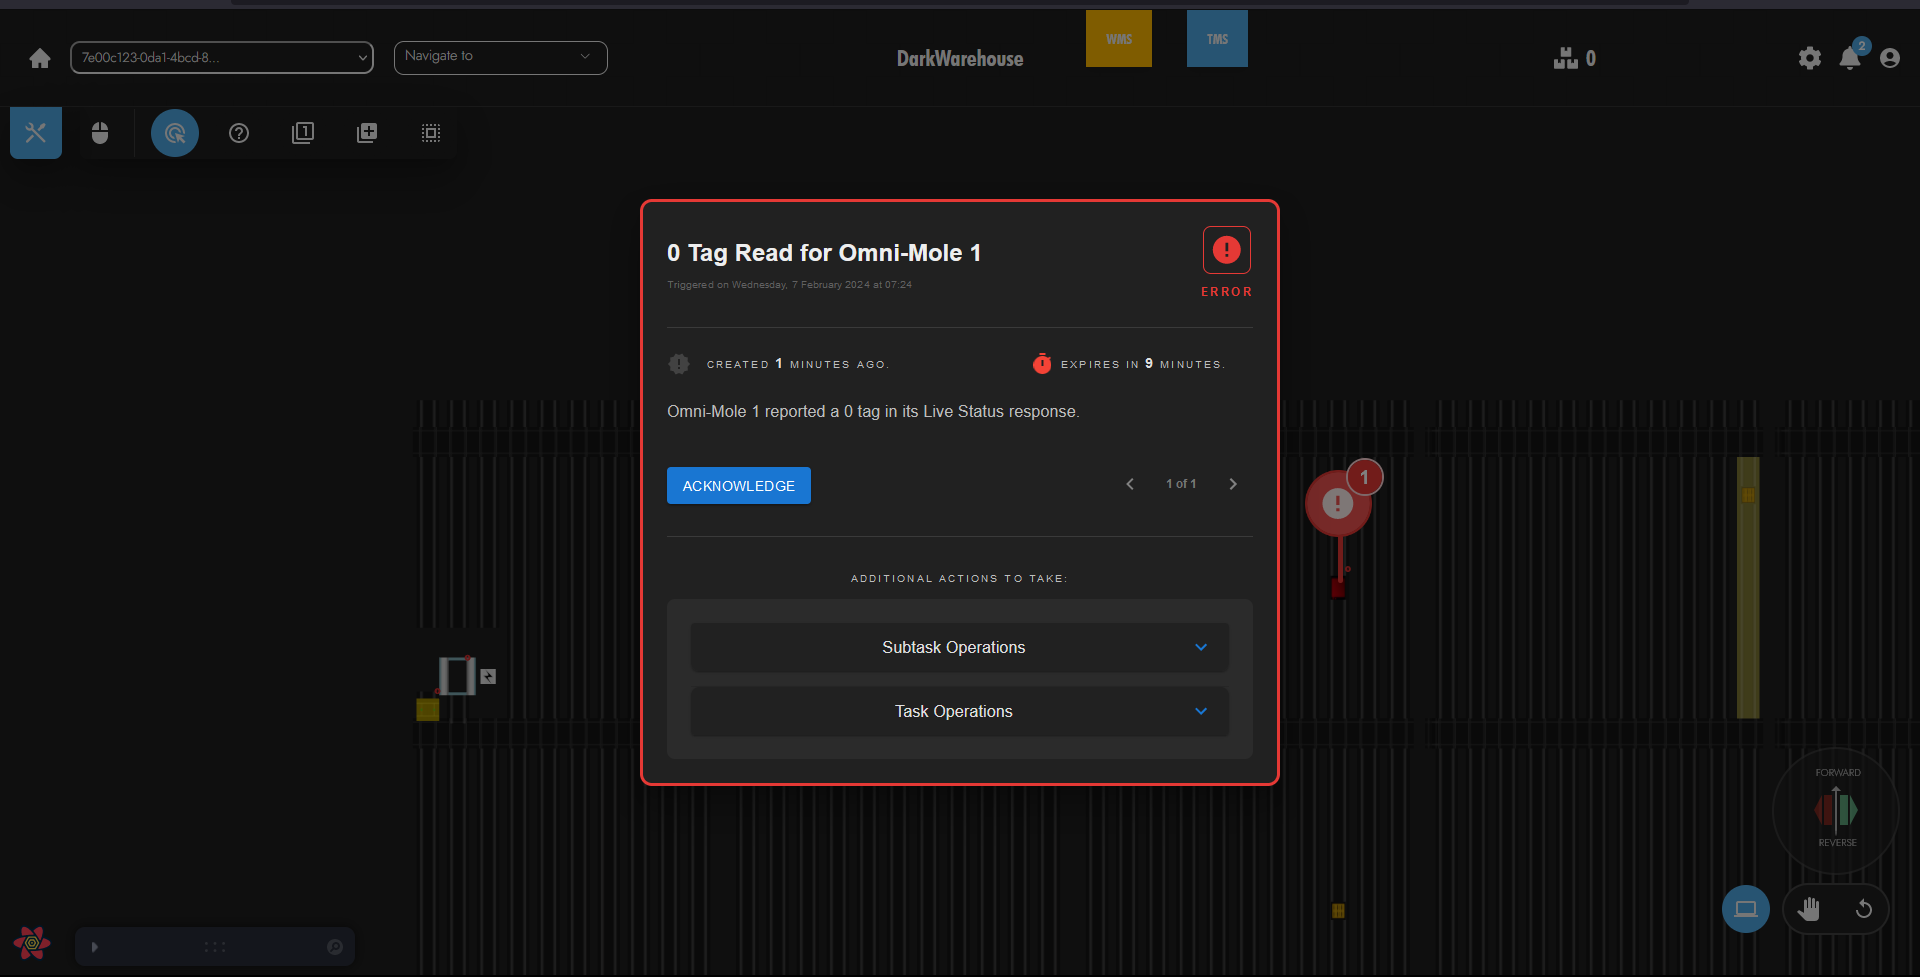 7e00c123-0da1-4bcd-8...
Navigate to
DarkWarehouse
WMS
TMS
0
2
1
0 Tag Read for Omni-Mole 1
Triggered on Wednesday, 7 February 2024 at 07:24
ERROR
CREATED 1 MINUTES AGO.
EXPIRES IN 9 MINUTES.
Omni-Mole 1 reported a 0 tag in its Live Status response.
ACKNOWLEDGE
1 of 1
1
ADDITIONAL ACTIONS TO TAKE:
Subtask Operations
Task Operations
FORWARD
REVERSE